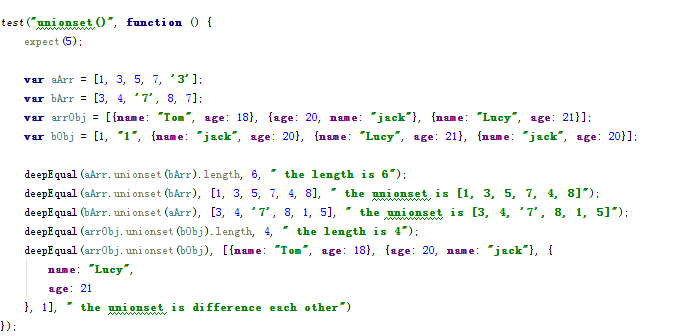 test("unionset()", function () {
    expect(5);

    var aArr = [1, 3, 5, 7, '3'];
    var bArr = [3, 4, '7', 8, 7];
    var arrObj = [{name: "Tom", age: 18}, {age: 20, name: "jack"}, {name: "Lucy", age: 21}];
    var bObj = [1, "1", {name: "jack", age: 20}, {name: "Lucy", age: 21}, {name: "jack", age: 20}];

    deepEqual(aArr.unionset(bArr).length, 6, " the length is 6");
    deepEqual(aArr.unionset(bArr), [1, 3, 5, 7, 4, 8], " the unionset is [1, 3, 5, 7, 4, 8]");
    deepEqual(bArr.unionset(aArr), [3, 4, '7', 8, 1, 5], " the unionset is [3, 4, '7', 8, 1, 5]");
    deepEqual(arrObj.unionset(bObj).length, 4, " the length is 4");
    deepEqual(arrObj.unionset(bObj), [{name: "Tom", age: 18}, {age: 20, name: "jack"}, {
        name: "Lucy",
        age: 21
    }, 1], " the unionset is difference each other")
});